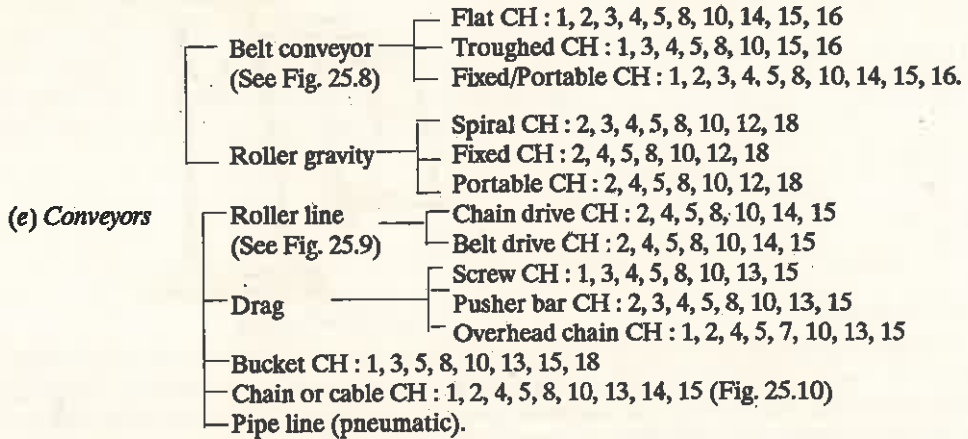 Flat CH : 1, 2, 3, 4, 5, 8, 10, 14, 15, 16
Belt conveyor Troughed CH : 1, 3, 4, 5, 8, 10, 15, 16
(See Fig. 25.8) Fixed/Portable CH : 1, 2, 3, 4, 5, 8, 10, 14, 15, 16.
Spiral CH : 2, 3, 4, 5, 8, 10, 12, 18
Roller gravity Fixed CH : 2, 4, 5, 8, 10, 12, 18
Portable CH : 2, 4, 5, 8, 10, 12, 18
(e) Conveyors Roller line Chain drive CH : 2, 4, 5, 8, 10, 14, 15
(See Fig. 25.9) Belt drive CH : 2, 4, 5, 8, 10, 14, 15
Screw CH : 1, 3, 4, 5, 8, 10, 13, 15
Drag Pusher bar CH : 2, 3, 4, 5, 8, 10, 13, 15
Overhead chain CH : 1, 2, 4, 5, 7, 10, 13, 15
Bucket CH : 1, 3, 5, 8, 10, 13, 15, 18
Chain or cable CH : 1, 2, 4, 5, 8, 10, 13, 14, 15 (Fig. 25.10)
Pipe line (pneumatic).